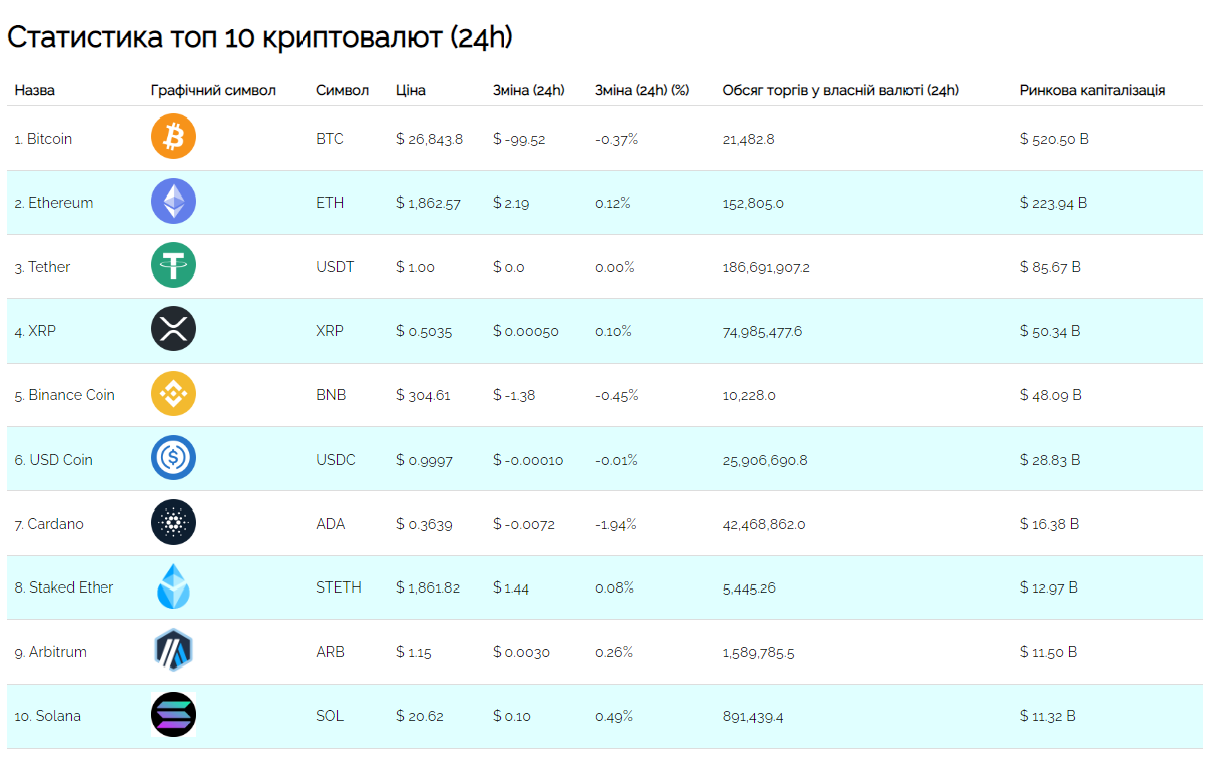 Статистика топ 10 криптовалют (24h)
Назва Графічний символ Символ Ціна Зміна (24h) Зміна (24h) (%) Обсяг торгів у власній валюті (24h) Ринкова капіталізація
1. Bitcoin BTC $ 26,843.8 $ -99.52 -0.37% 21,482.8 $ 520.50 B
2. Ethereum ETH $ 1,862.57 $ 2.19 0.12% 152,805.0 $ 223.94 B
3. Tether USDT $ 1.00 $ 0.0 0.00% 186,691,907.2 $ 85.67 B
4. XRP XRP $ 0.5035 $ 0.00050 0.10% 74,985,477.6 $ 50.34 B
5. Binance Coin BNB $ 304.61 $ -1.38 -0.45% 10,228.0 $ 48.09 B
6. USD Coin USDC $ 0.9997 $ -0.00010 -0.01% 25,906,690.8 $ 28.83 B
7. Cardano ADA $ 0.3639 $ -0.0072 -1.94% 42,468,862.0 $ 16.38 B
8. Staked Ether STETH $ 1,861.82 $ 1.44 0.08% 5,445.26 $ 12.97 B
9. Arbitrum ARB $ 1.15 $ 0.0030 0.26% 1,589,785.5 $ 11.50 B
10. Solana SOL $ 20.62 $ 0.10 0.49% 891,439.4 $ 11.32 B